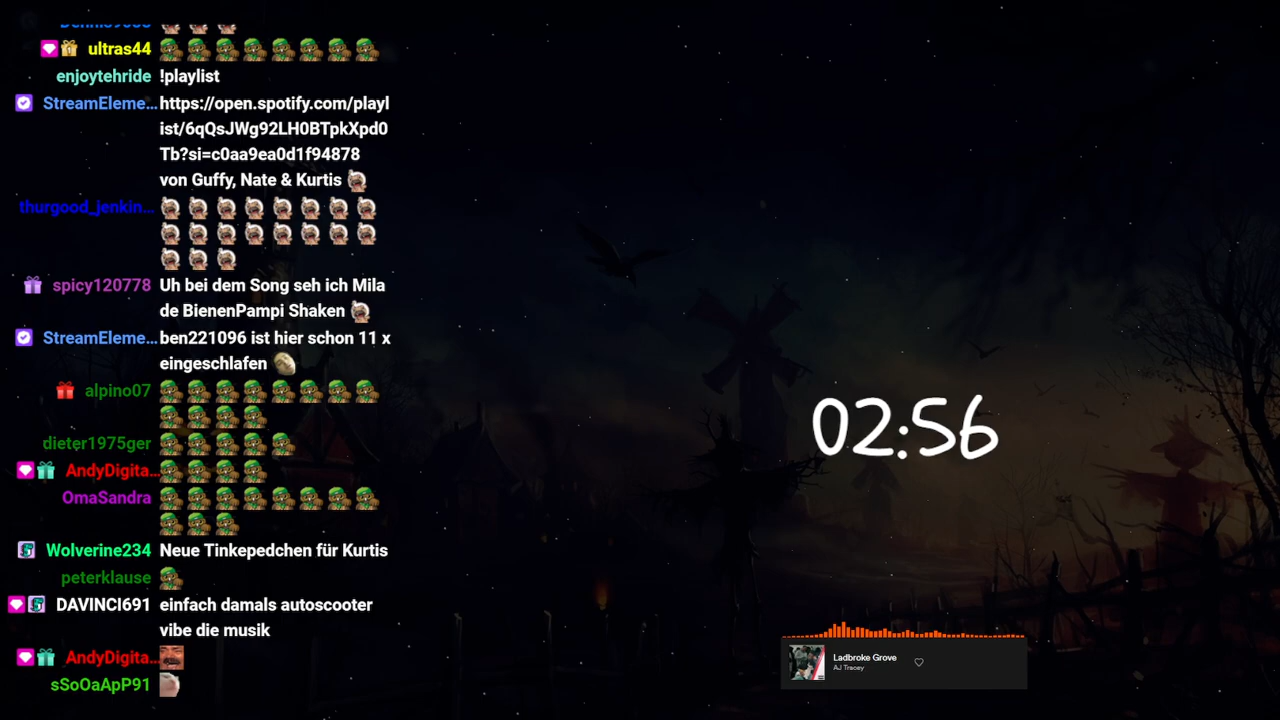 ultras44
enjoytehride !playlist
StreamEleme... https://open.spotify.com/playl
ist/6qQsJWg92LH0BTpkXpd0
Tb?si=c0aa9ea0d1f94878
von Guffy, Nate & Kurtis
thurgood_jenkin...
spicy120778 Uh bei dem Song seh ich Mila
de BienenPampi Shaken
StreamEleme... ben221096 ist hier schon 11 x
eingeschlafen
alpino07
dieter1975ger
AndyDigita...
OmaSandra
Wolverine234 Neue Tinkepedchen für Kurtis
peterklause
DAVINCI691 einfach damals autoscooter
vibe die musik
AndyDigita...
sSoOaApP91
02:56
Ladbroke Grove
AJ Tracey